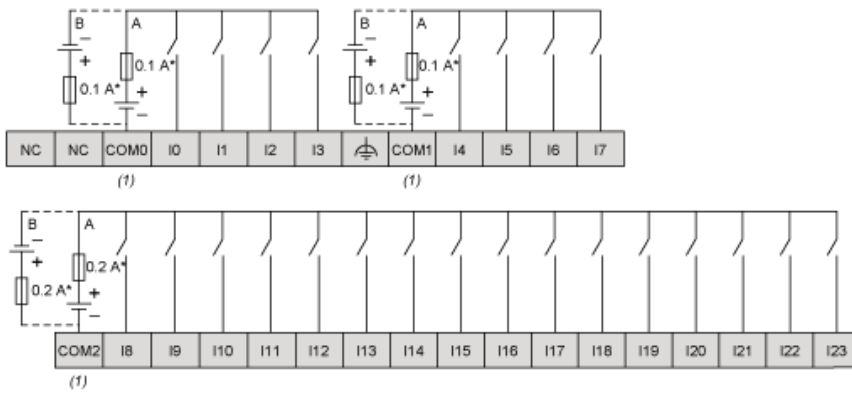 B
A
B
A
−
+
0.1 A*
0.1 A*
+
−
−
+
0.1 A*
0.1 A*
+
−
NC NC COM0 I0 I1 I2 I3 COM1 I4 I5 I6 I7
(1)
(1)
B
A
−
+
0.2 A*
0.2 A*
+
−
COM2 I8 I9 I10 I11 I12 I13 I14 I15 I16 I17 I18 I19 I20 I21 I22 I23
(1)